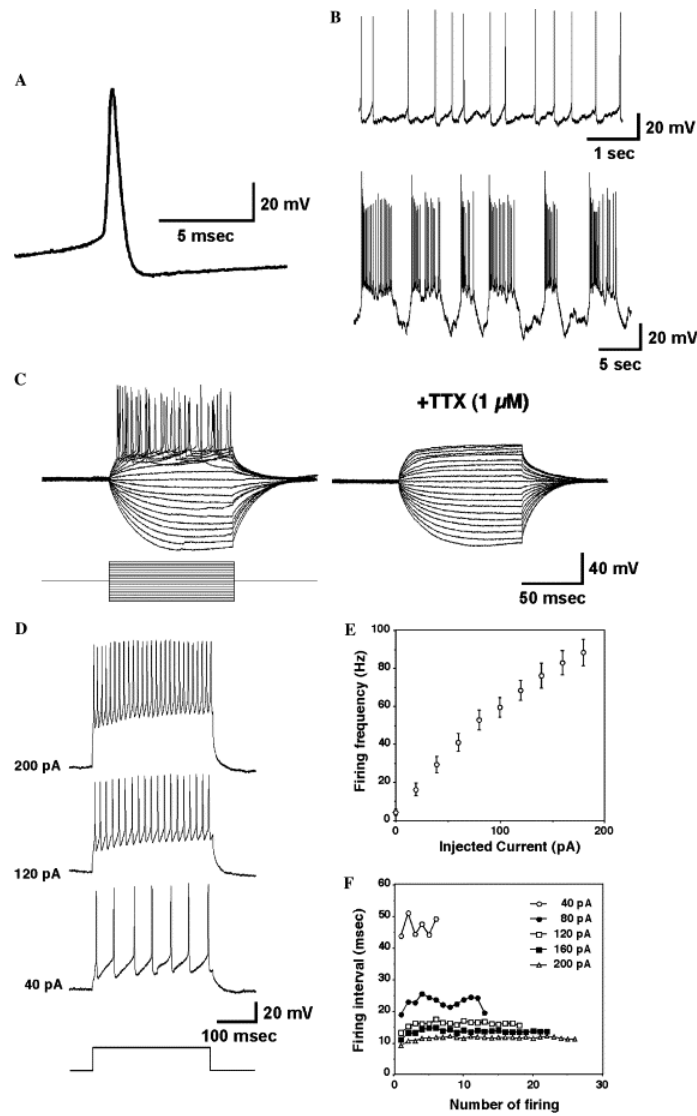 A
20 mV
5 msec
B
20 mV
1 sec
20 mV
5 sec
C
+TTX (1 µM)
40 mV
50 msec
D
200 pA
120 pA
40 pA
20 mV
100 msec
E
Firing frequency (Hz)
100
80
60
40
20
0
0 100 200
Injected Current (pA)
F
Firing interval (msec)
60
50
40
30
20
10
0
40 pA
80 pA
120 pA
160 pA
200 pA
0 10 20 30
Number of firing